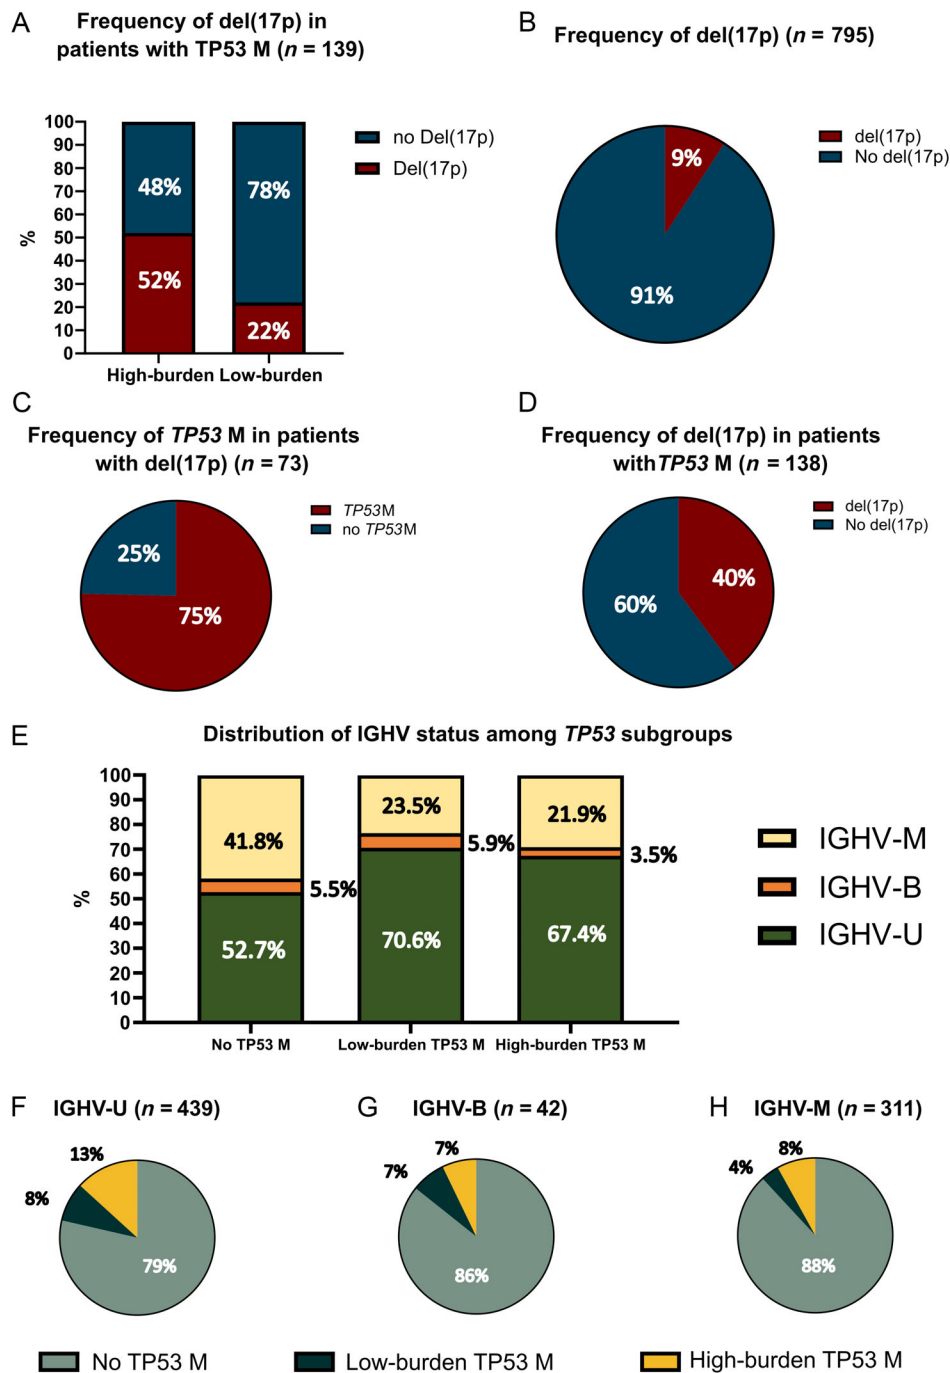 A
Frequency of del(17p) in
patients with TP53 M (n = 139)
100
90
80
70
60
50
40
30
20
10
0
%
48%
52%
78%
22%
High-burden Low-burden
no Del(17p)
Del(17p)
B
Frequency of del(17p) (n = 795)
9%
91%
del(17p)
No del(17p)
C
Frequency of TP53 M in patients
with del(17p) (n = 73)
25%
75%
TP53M
no TP53M
D
Frequency of del(17p) in patients
withTP53 M (n = 138)
40%
60%
del(17p)
No del(17p)
E
Distribution of IGHV status among TP53 subgroups
100
90
80
70
60
50
40
30
20
10
0
%
41.8%
5.5%
52.7%
23.5%
5.9%
70.6%
21.9%
3.5%
67.4%
No TP53 M
Low-burden TP53 M
High-burden TP53 M
IGHV-M
IGHV-B
IGHV-U
F
IGHV-U (n = 439)
13%
8%
79%
G
IGHV-B (n = 42)
7%
7%
86%
H
IGHV-M (n = 311)
8%
4%
88%
No TP53 M
Low-burden TP53 M
High-burden TP53 M